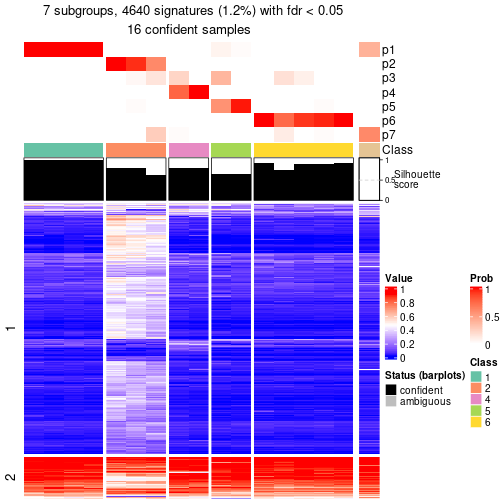 7 subgroups, 4640 signatures (1.2%) with fdr < 0.05
16 confident samples
p1
p2
p3
p4
p5
p6
p7
Class
1
0.5
0
Silhouette
score
1
2
Value
1
0.8
0.6
0.4
0.2
0
Status (barplots)
confident
ambiguous
Prob
1
0.5
0
Class
1
2
4
5
6